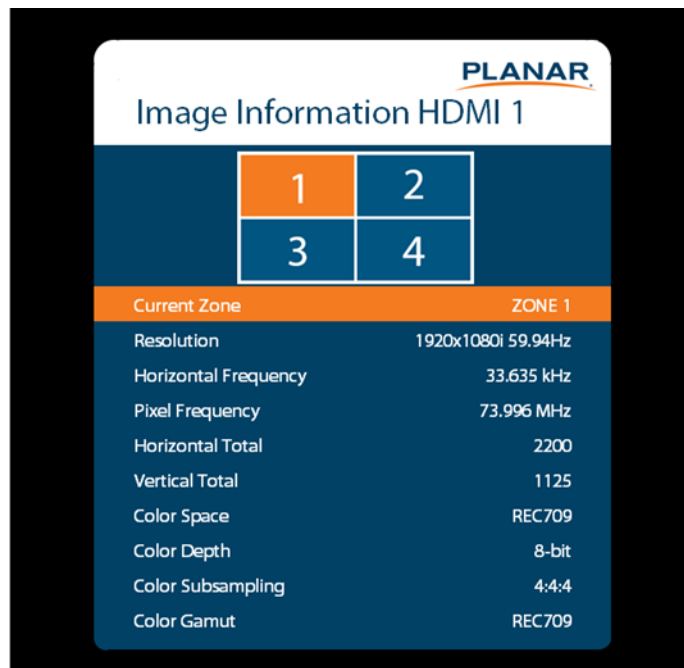 PLANAR
Image Information HDMI 1
1 2
3 4
Current Zone ZONE 1
Resolution 1920x1080i 59.94Hz
Horizontal Frequency 33.635 kHz
Pixel Frequency 73.996 MHz
Horizontal Total 2200
Vertical Total 1125
Color Space REC709
Color Depth 8-bit
Color Subsampling 4:4:4
Color Gamut REC709